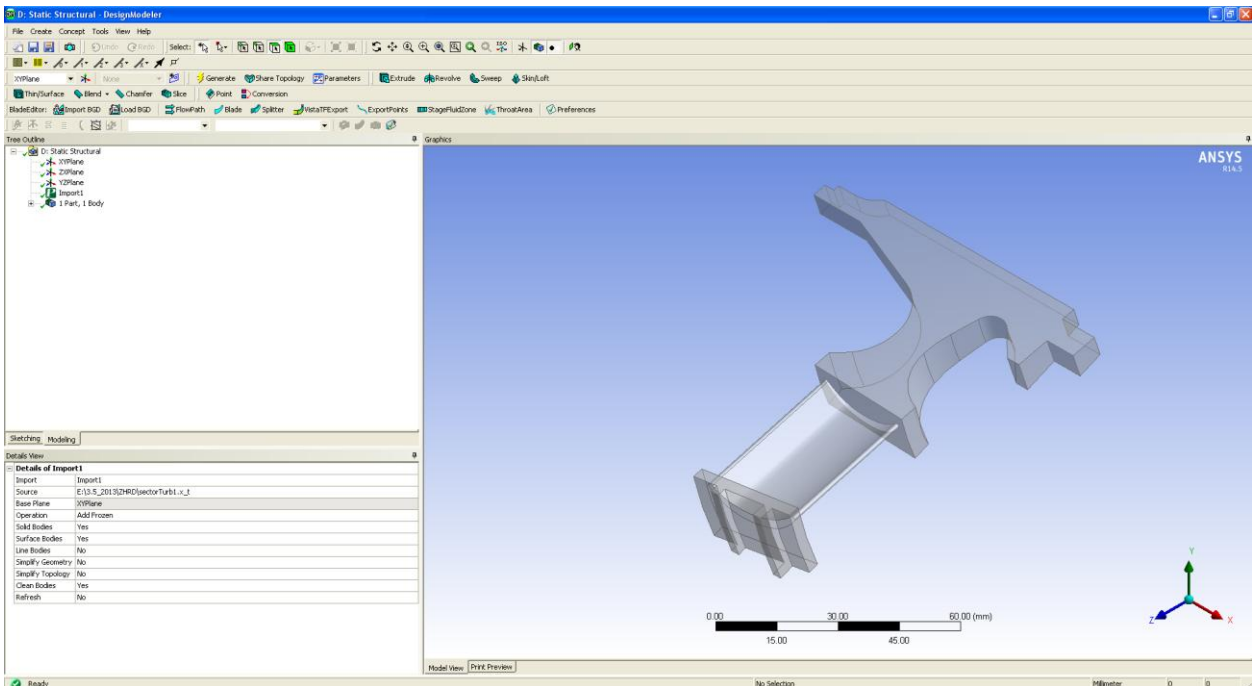 D: Static Structural - DesignModeler
File Create Concept Tools View Help
Undo Redo Select:
XYPlane None Generate Share Topology Parameters Extrude Revolve Sweep Skin/Loft
Thin/Surface Blend Chamfer Slice Point Conversion
BladeEditor: Import BGD Load BGD FlowPath Blade Splitter VistaTFExport ExportPoints StageFluidZone ThroatArea Preferences
Tree Outline
D: Static Structural
XYPlane
ZXPlane
YZPlane
Import1
1 Part, 1 Body
Sketching Modeling
Details View
Details of Import1
Import Import1
Source E:\3.5_2013\ZHRD\sectorTurb1.x_t
Base Plane XYPlane
Operation Add Frozen
Solid Bodies Yes
Surface Bodies Yes
Line Bodies No
Simplify Geometry No
Simplify Topology No
Clean Bodies Yes
Refresh No
Graphics
ANSYS
R14.5
0.00 30.00 60.00 (mm)
15.00 45.00
Y
Z X
Model View Print Preview
Ready No Selection Millimeter 0 0